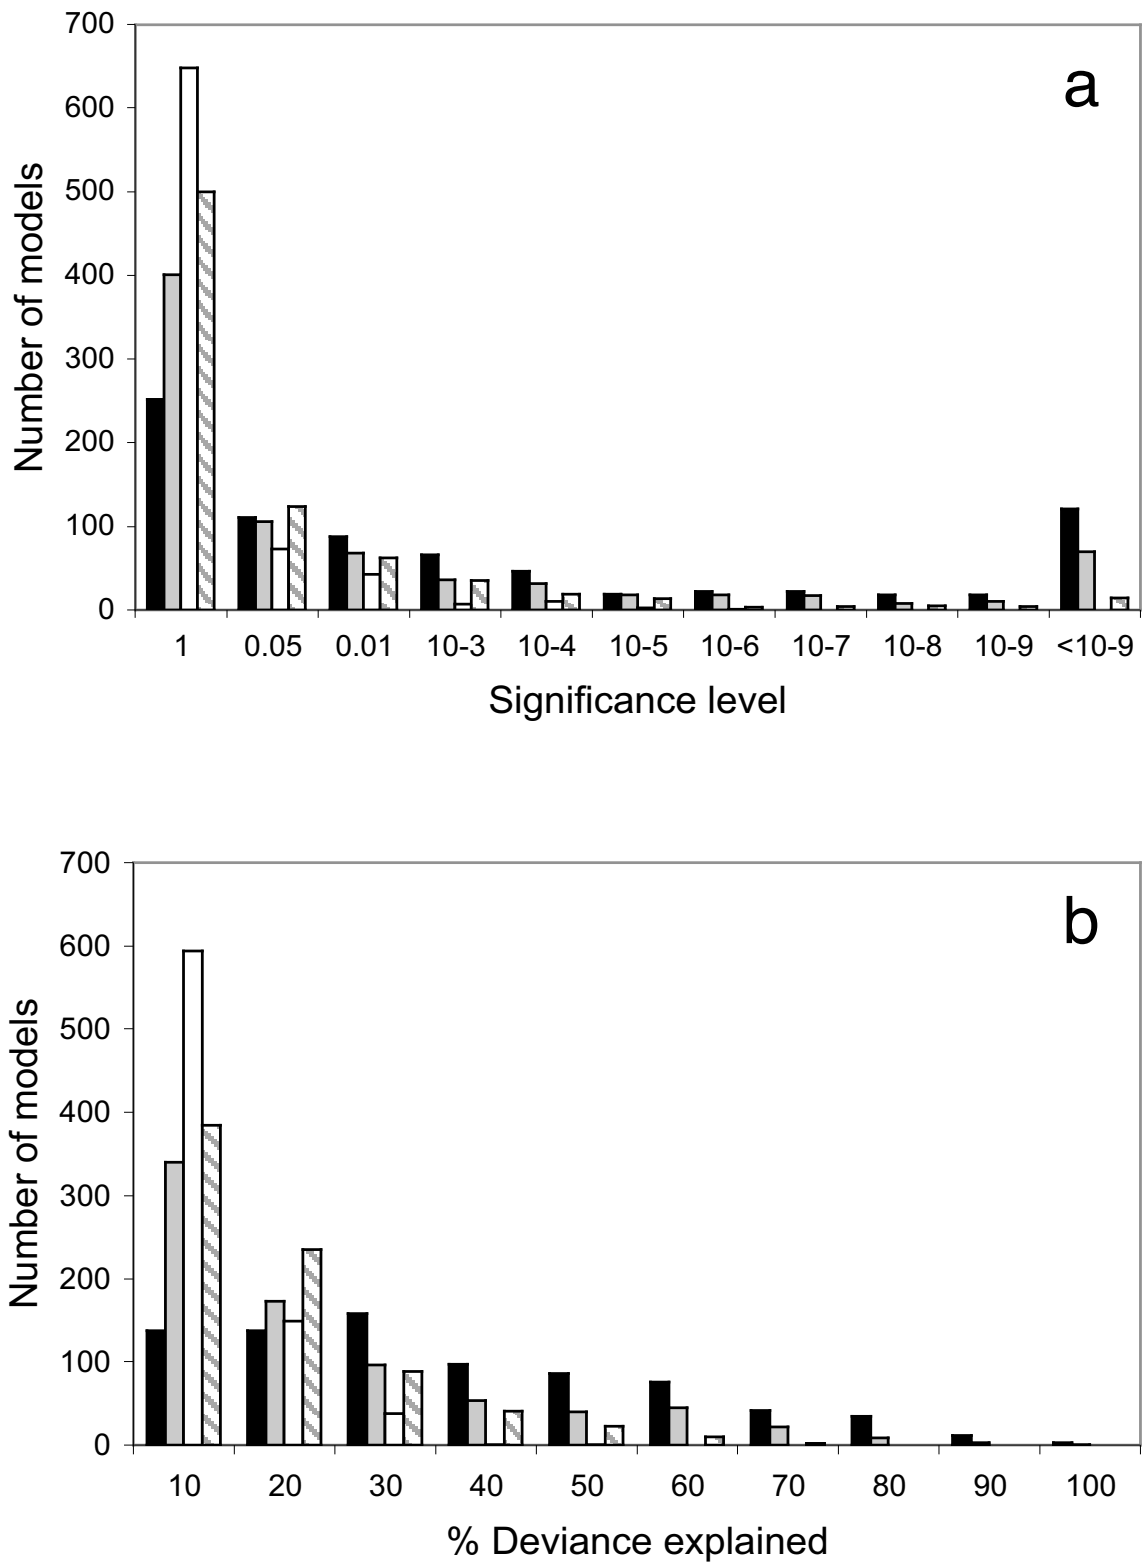 a
700
600
500
400
300
200
100
0
Number of models
1 0.05 0.01 10-3 10-4 10-5 10-6 10-7 10-8 10-9 <10-9
Significance level
b
700
600
500
400
300
200
100
0
Number of models
10 20 30 40 50 60 70 80 90 100
% Deviance explained